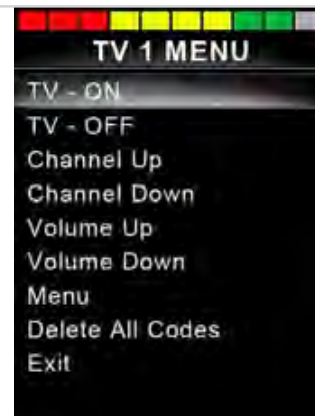 TV 1 MENU
TV - ON
TV - OFF
Channel Up
Channel Down
Volume Up
Volume Down
Menu
Delete All Codes
Exit